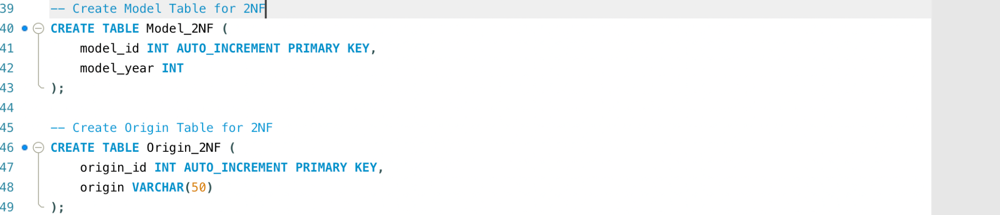 39 -- Create Model Table for 2NF
40 CREATE TABLE Model_2NF (
41 model_id INT AUTO_INCREMENT PRIMARY KEY,
42 model_year INT
43 );
44
45 -- Create Origin Table for 2NF
46 CREATE TABLE Origin_2NF (
47 origin_id INT AUTO_INCREMENT PRIMARY KEY,
48 origin VARCHAR(50)
49 );